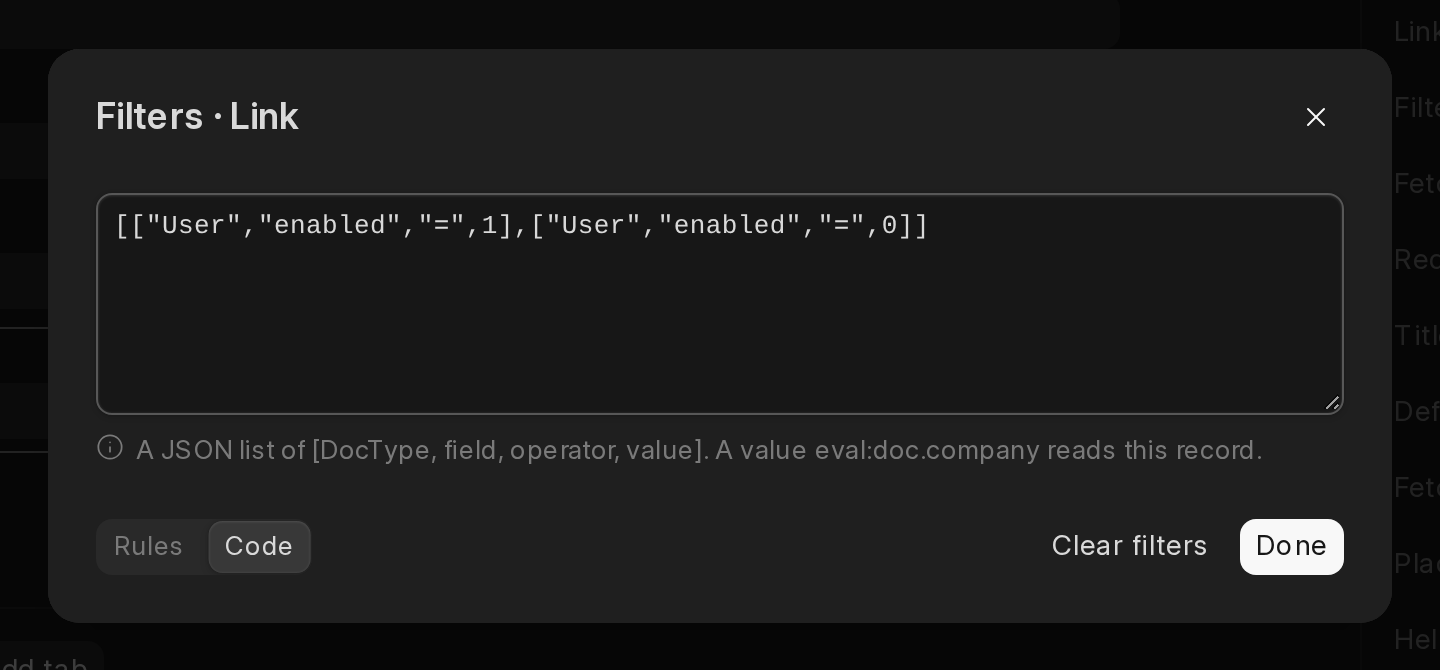 Filters · Link
[["User","enabled","=",1],["User","enabled","=",0]]
A JSON list of [DocType, field, operator, value]. A value eval:doc.company reads this record.
Rules
Code
Clear filters
Done
Link